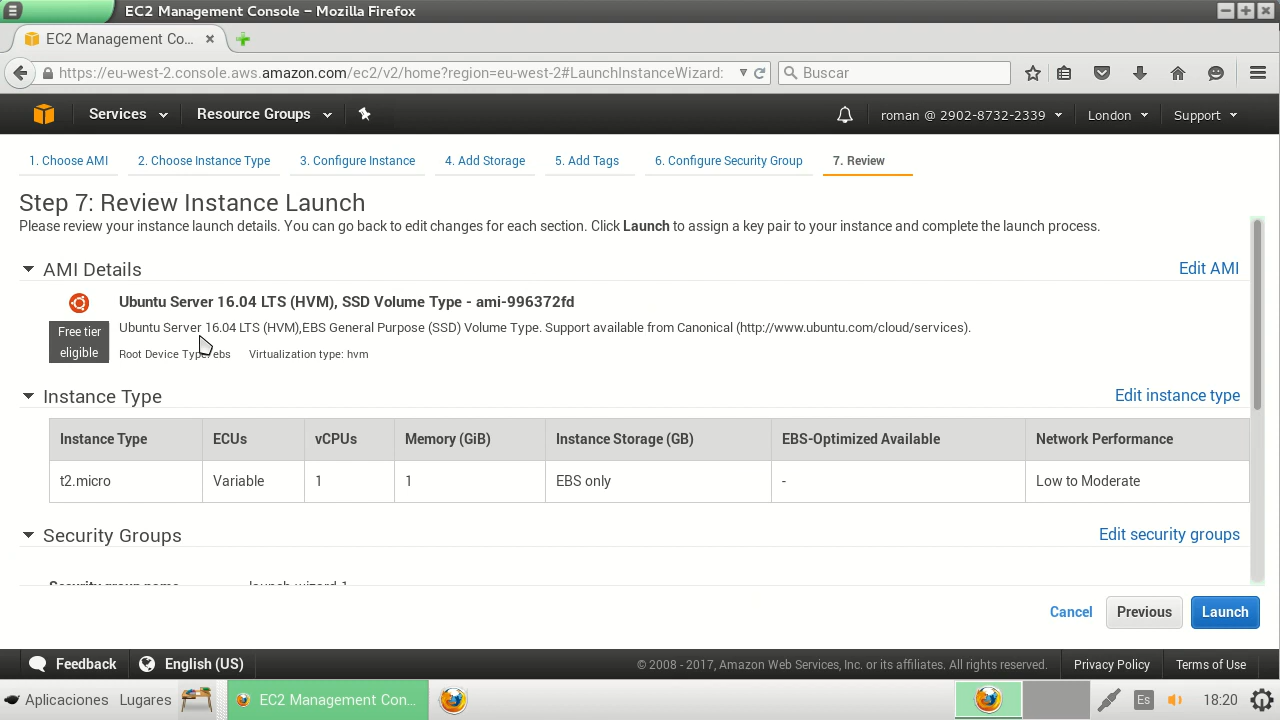 EC2 Management Console - Mozilla Firefox
EC2 Management Co...
https://eu-west-2.console.aws.amazon.com/ec2/v2/home?region=eu-west-2#LaunchInstanceWizard:
Buscar
Services
Resource Groups
roman @ 2902-8732-2339
London
Support
1. Choose AMI
2. Choose Instance Type
3. Configure Instance
4. Add Storage
5. Add Tags
6. Configure Security Group
7. Review
Step 7: Review Instance Launch
Please review your instance launch details. You can go back to edit changes for each section. Click Launch to assign a key pair to your instance and complete the launch process.
AMI Details
Edit AMI
Ubuntu Server 16.04 LTS (HVM), SSD Volume Type - ami-996372fd
Free tier
eligible
Ubuntu Server 16.04 LTS (HVM),EBS General Purpose (SSD) Volume Type. Support available from Canonical (http://www.ubuntu.com/cloud/services).
Root Device Type: ebs Virtualization type: hvm
Instance Type
Edit instance type
Instance Type ECUs vCPUs Memory (GiB) Instance Storage (GB) EBS-Optimized Available Network Performance
t2.micro Variable 1 1 EBS only - Low to Moderate
Security Groups
Edit security groups
Security group name launch-wizard-1
Cancel
Previous
Launch
Feedback
English (US)
© 2008 - 2017, Amazon Web Services, Inc. or its affiliates. All rights reserved.
Privacy Policy
Terms of Use
Aplicaciones
Lugares
EC2 Management Con...
Es
18:20